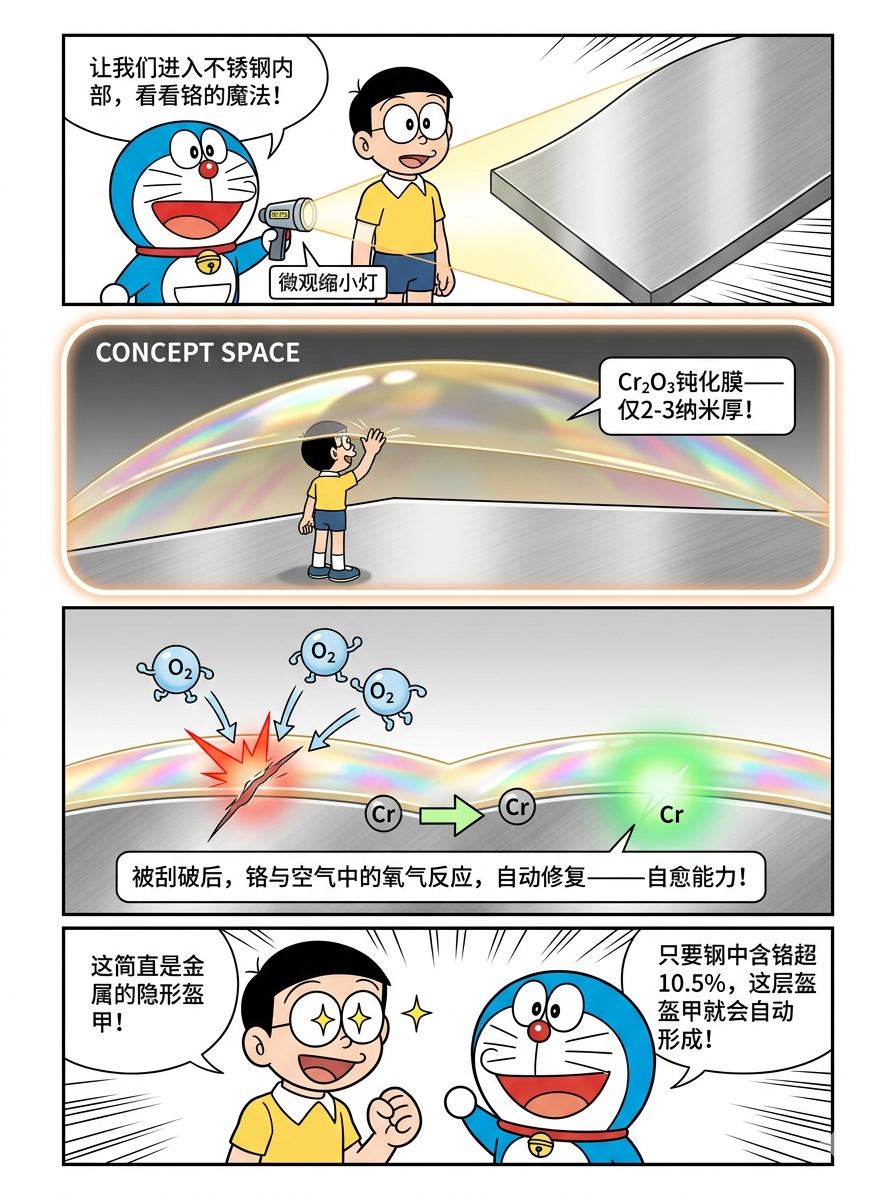 让我们进入不锈钢内
部，看看铬的魔法！
微观缩小灯
CONCEPT SPACE
Cr₂O₃钝化膜——
仅2-3纳米厚！
O₂
O₂
O₂
Cr
Cr
Cr
被刮破后，铬与空气中的氧气反应，自动修复———自愈能力！
这简直是金
属的隐形盔
甲！
只要钢中含铬超
10.5%，这层盔
盔甲就会自动
形成！